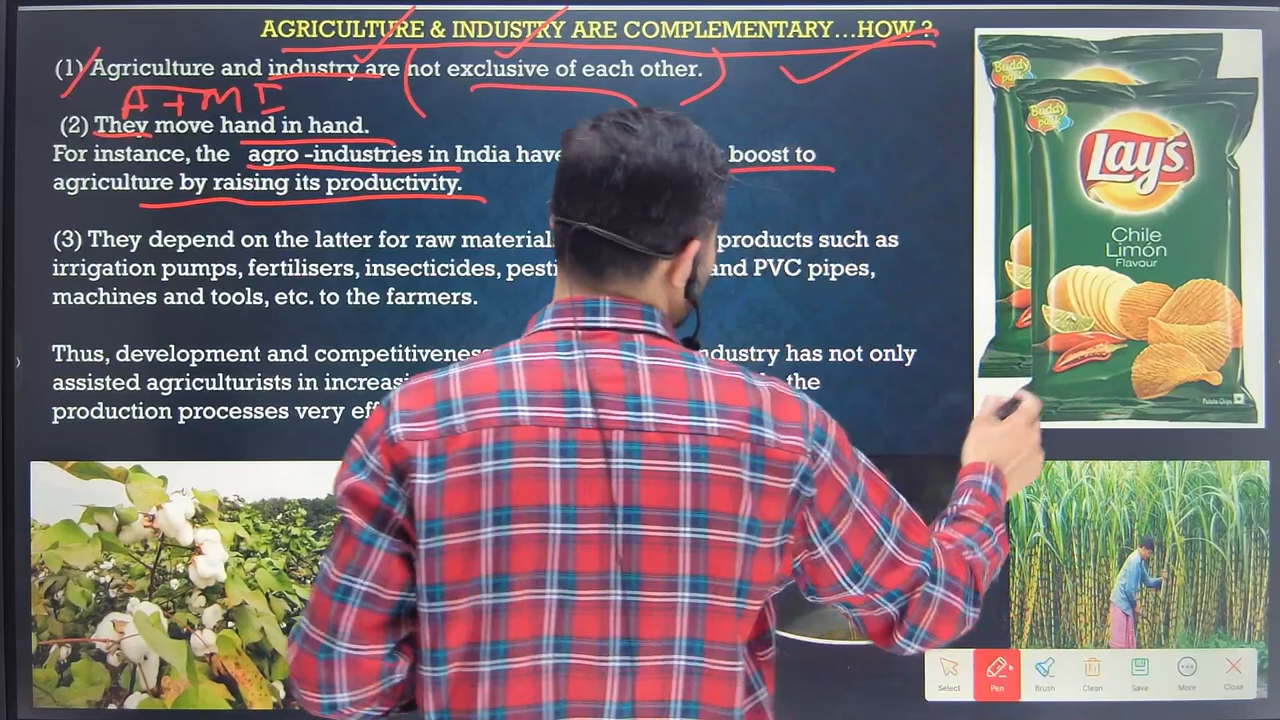 AGRICULTURE & INDUSTRY ARE COMPLEMENTARY...HOW ?
(1) Agriculture and industry are not exclusive of each other.
A + M I
(2) They move hand in hand.
For instance, the agro -industries in India have boost to
agriculture by raising its productivity.
(3) They depend on the latter for raw material products such as
irrigation pumps, fertilisers, insecticides, and PVC pipes,
machines and tools, etc. to the farmers.
Thus, development and competitiveness industry has not only
assisted agriculturists in the
production processes very
Buddy pack
Buddy pack
Lay's
Chile
Limón
Flavour
Potato Chips
Select Pen Brush Clean Save More Close